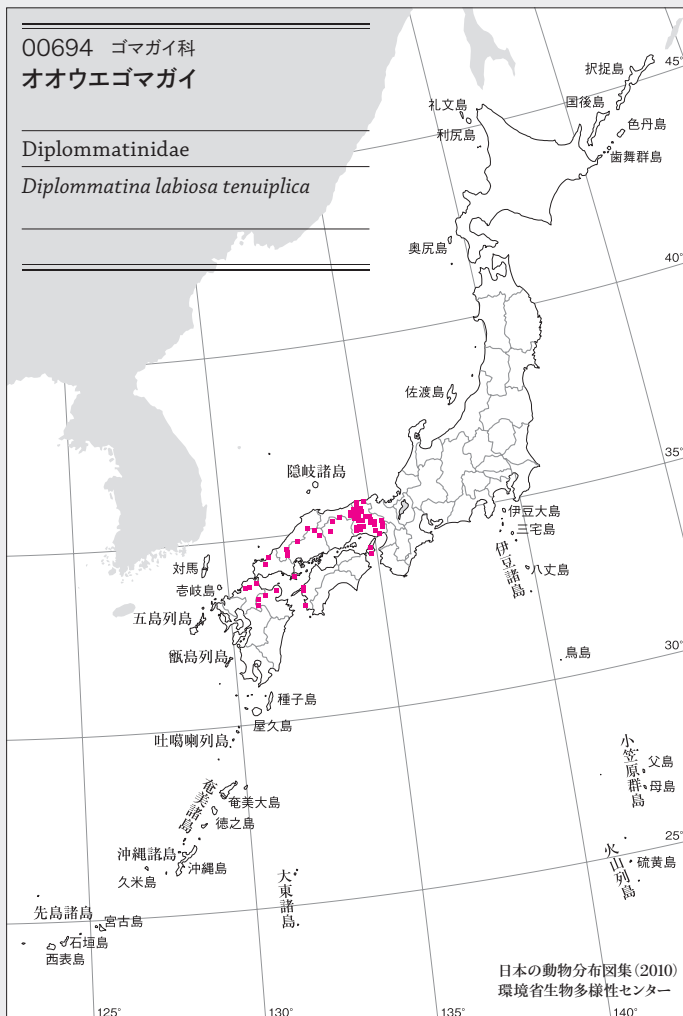 00694 ゴマガイ科
オオウエゴマガイ
Diplommatinidae
Diplommatina labiosa tenuiplica
択捉島
45°
国後島
礼文島
色丹島
利尻島
歯舞群島
奥尻島
40°
佐渡島
35°
隠岐諸島
伊豆大島
三宅島
伊豆諸島
八丈島
対馬
壱岐島
五島列島
甑島列島
鳥島
30°
種子島
屋久島
吐噶喇列島
小笠原群島
父島
母島
奄美諸島
奄美大島
徳之島
25°
沖縄諸島
沖縄島
久米島
大東諸島
火山列島
硫黄島
先島諸島
宮古島
石垣島
西表島
日本の動物分布図集(2010)
環境省生物多様性センター
125°
130°
135°
140°